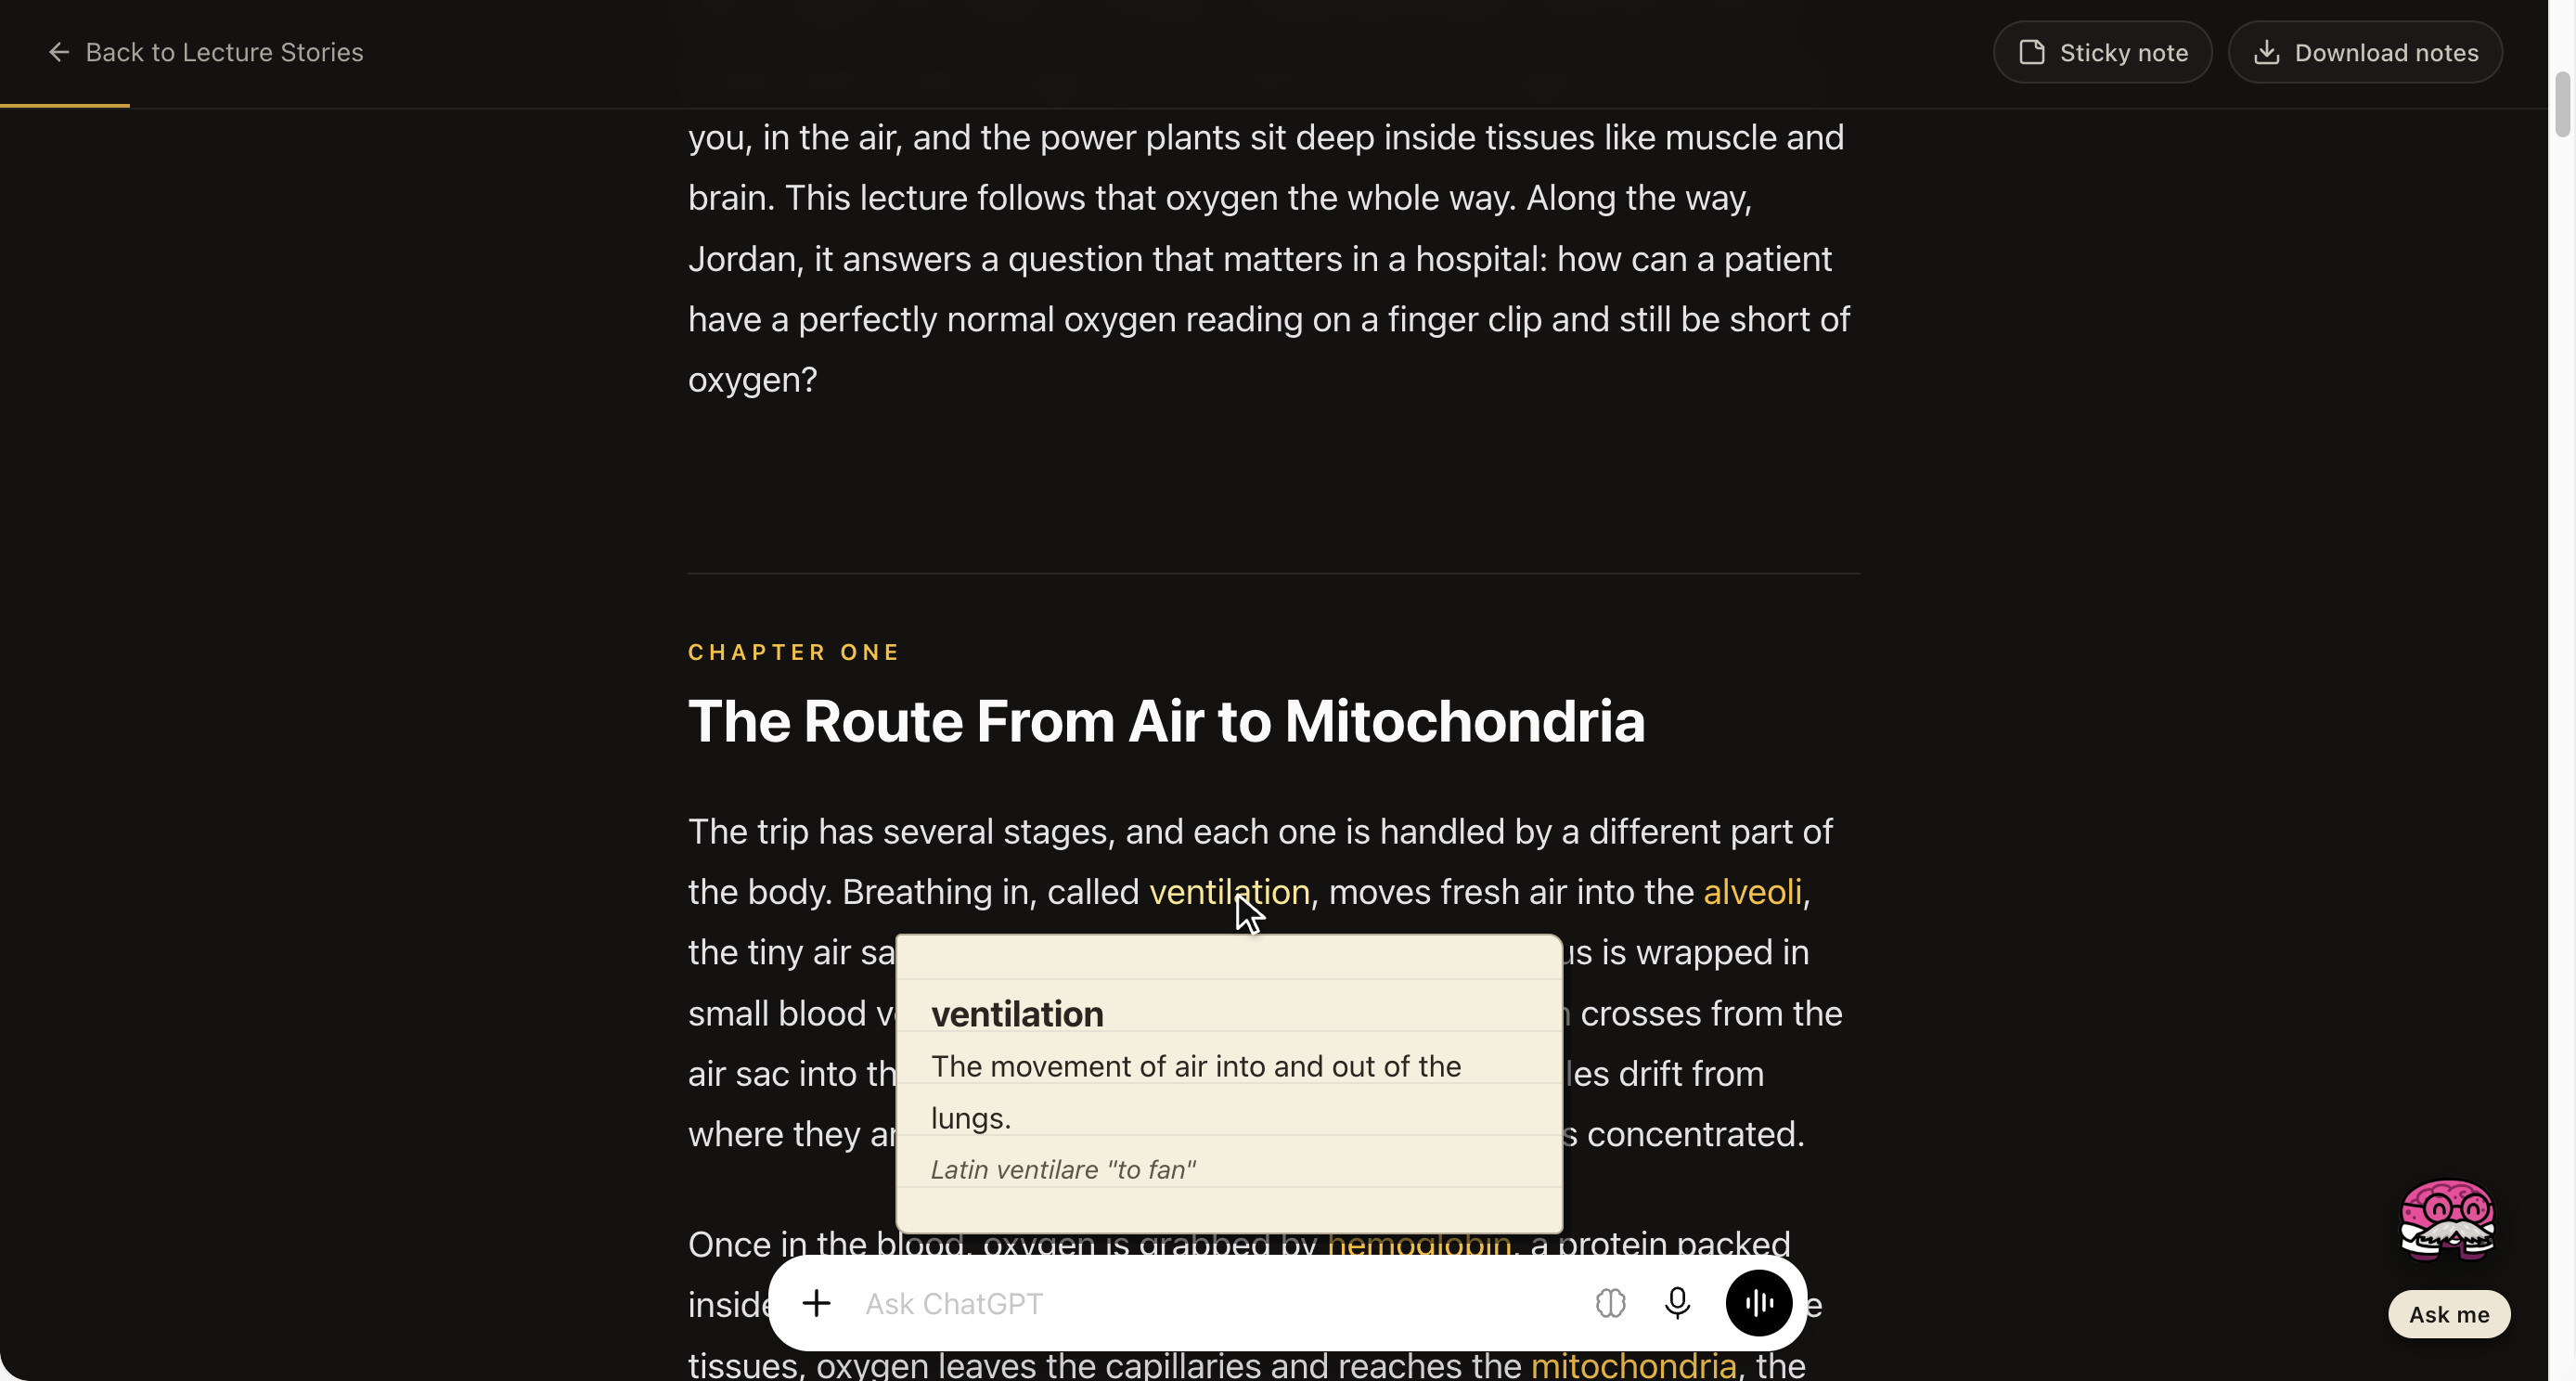 Back to Lecture Stories
Sticky note
Download notes
you, in the air, and the power plants sit deep inside tissues like muscle and
brain. This lecture follows that oxygen the whole way. Along the way,
Jordan, it answers a question that matters in a hospital: how can a patient
have a perfectly normal oxygen reading on a finger clip and still be short of
oxygen?
CHAPTER ONE
The Route From Air to Mitochondria
The trip has several stages, and each one is handled by a different part of
the body. Breathing in, called ventilation, moves fresh air into the alveoli,
the tiny air is wrapped in
small blood crosses from the
air sac into drift from
where they concentrated.
ventilation
The movement of air into and out of the
lungs.
Latin ventilare "to fan"
Once in the blood, oxygen is grabbed by hemoglobin, a protein packed
inside
Ask ChatGPT
tissues, oxygen leaves the capillaries and reaches the mitochondria, the
Ask me